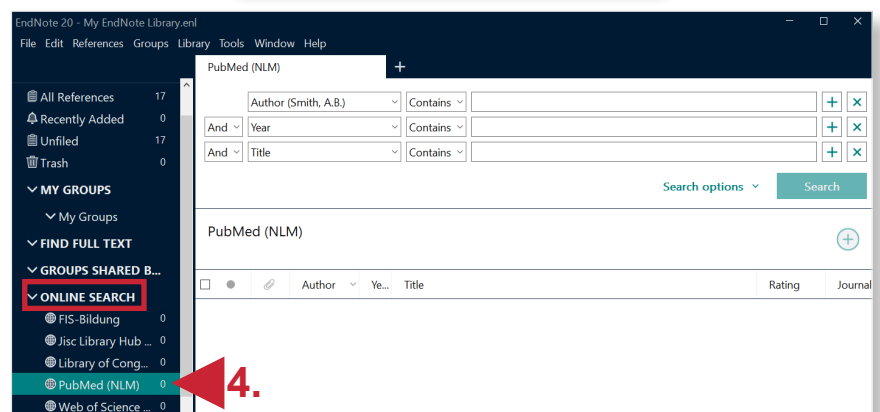 EndNote 20 - My EndNote Library.enl
File Edit References Groups Library Tools Window Help
PubMed (NLM) +
All References 17
Recently Added 0
Unfiled 17
Trash 0
MY GROUPS
My Groups
FIND FULL TEXT
GROUPS SHARED B...
ONLINE SEARCH
FIS-Bildung 0
Jisc Library Hub ... 0
Library of Cong... 0
PubMed (NLM) 0
Web of Science ... 0
4.
Author (Smith, A.B.) Contains
And Year Contains
And Title Contains
Search options Search
PubMed (NLM)
Author Ye... Title Rating Journal